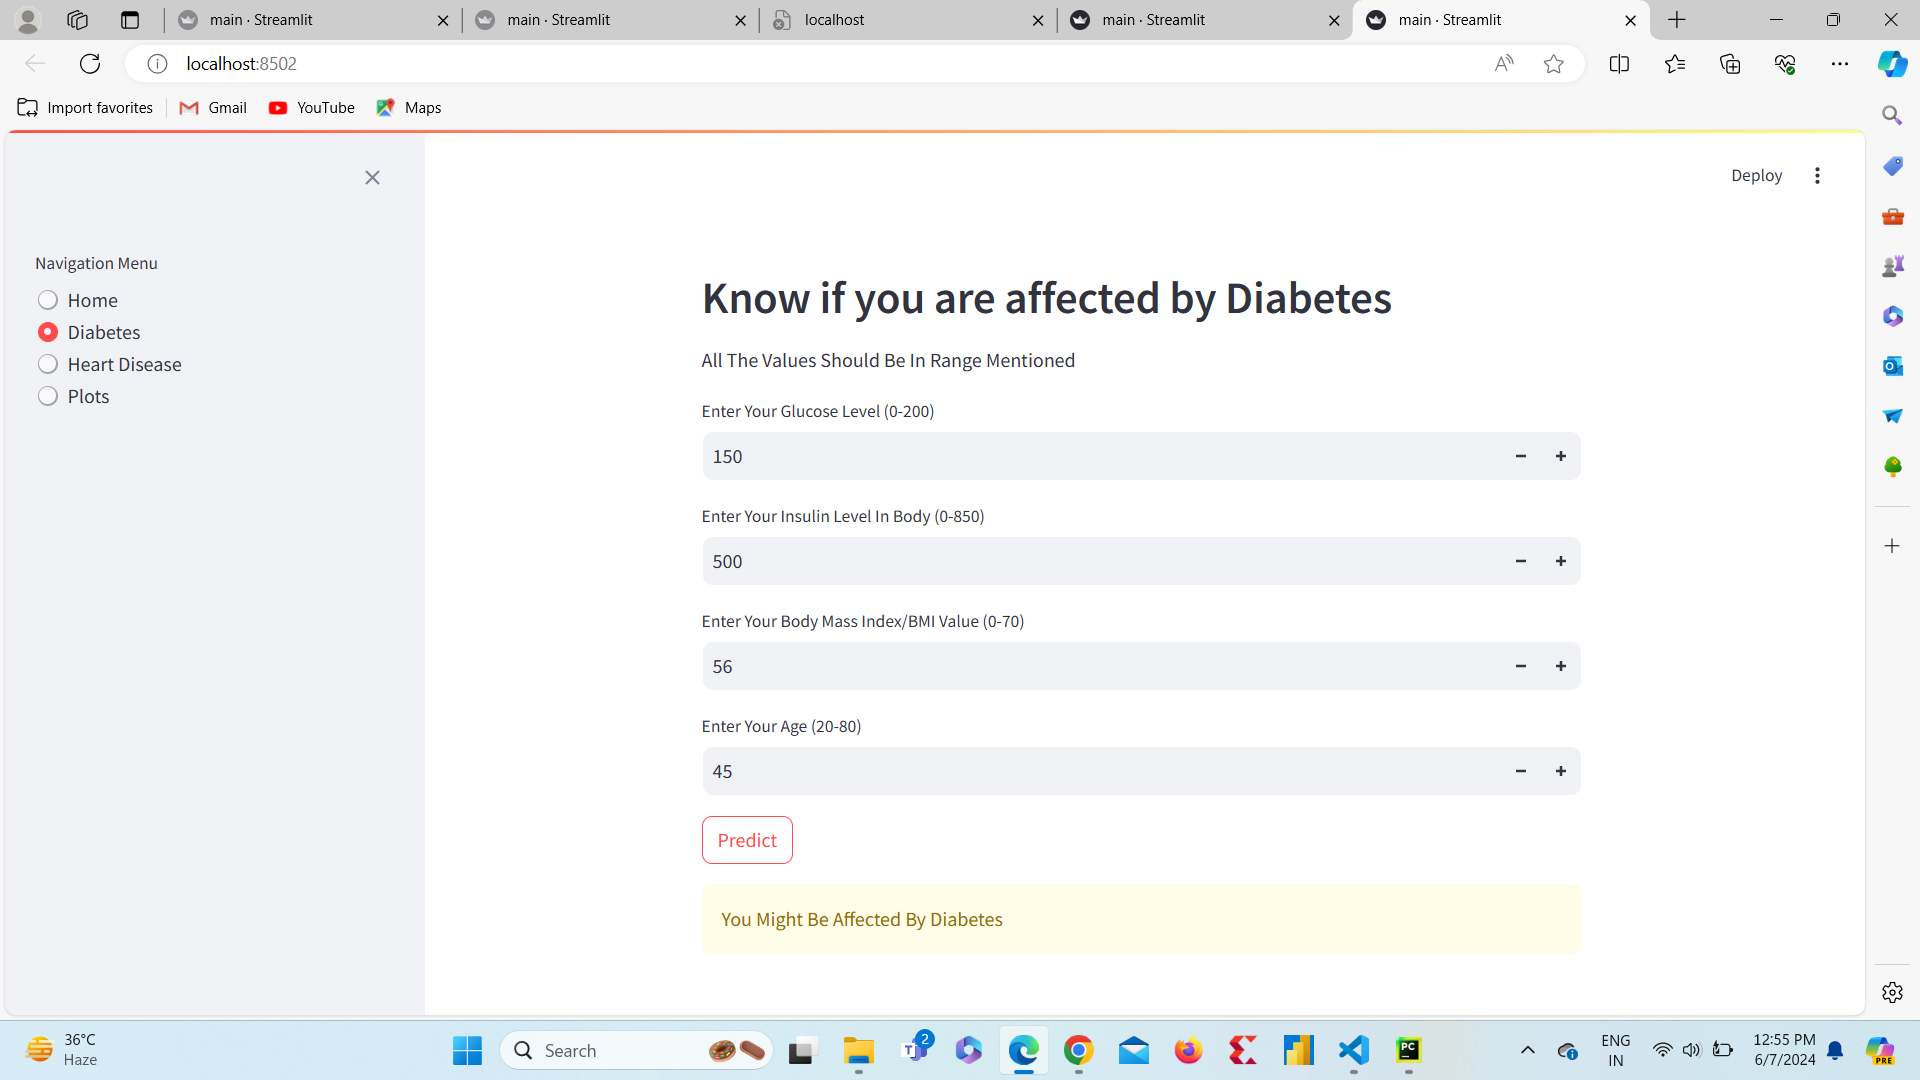 main · Streamlit
main · Streamlit
localhost
main · Streamlit
main · Streamlit
localhost:8502
Import favorites
Gmail
YouTube
Maps
Deploy
Navigation Menu
Home
Diabetes
Heart Disease
Plots
Know if you are affected by Diabetes
All The Values Should Be In Range Mentioned
Enter Your Glucose Level (0-200)
150
Enter Your Insulin Level In Body (0-850)
500
Enter Your Body Mass Index/BMI Value (0-70)
56
Enter Your Age (20-80)
45
Predict
You Might Be Affected By Diabetes
36°C
Haze
Search
2
PC
ENG
IN
12:55 PM
6/7/2024
PRE